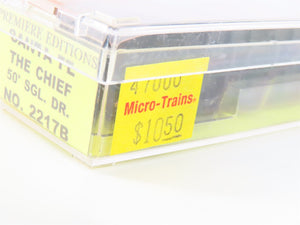 PREMIERE EDITIONS
SANTA FE
THE CHIEF
50' SGL. DR.
NO. 2217B
47000
Micro-Trains®
$1050